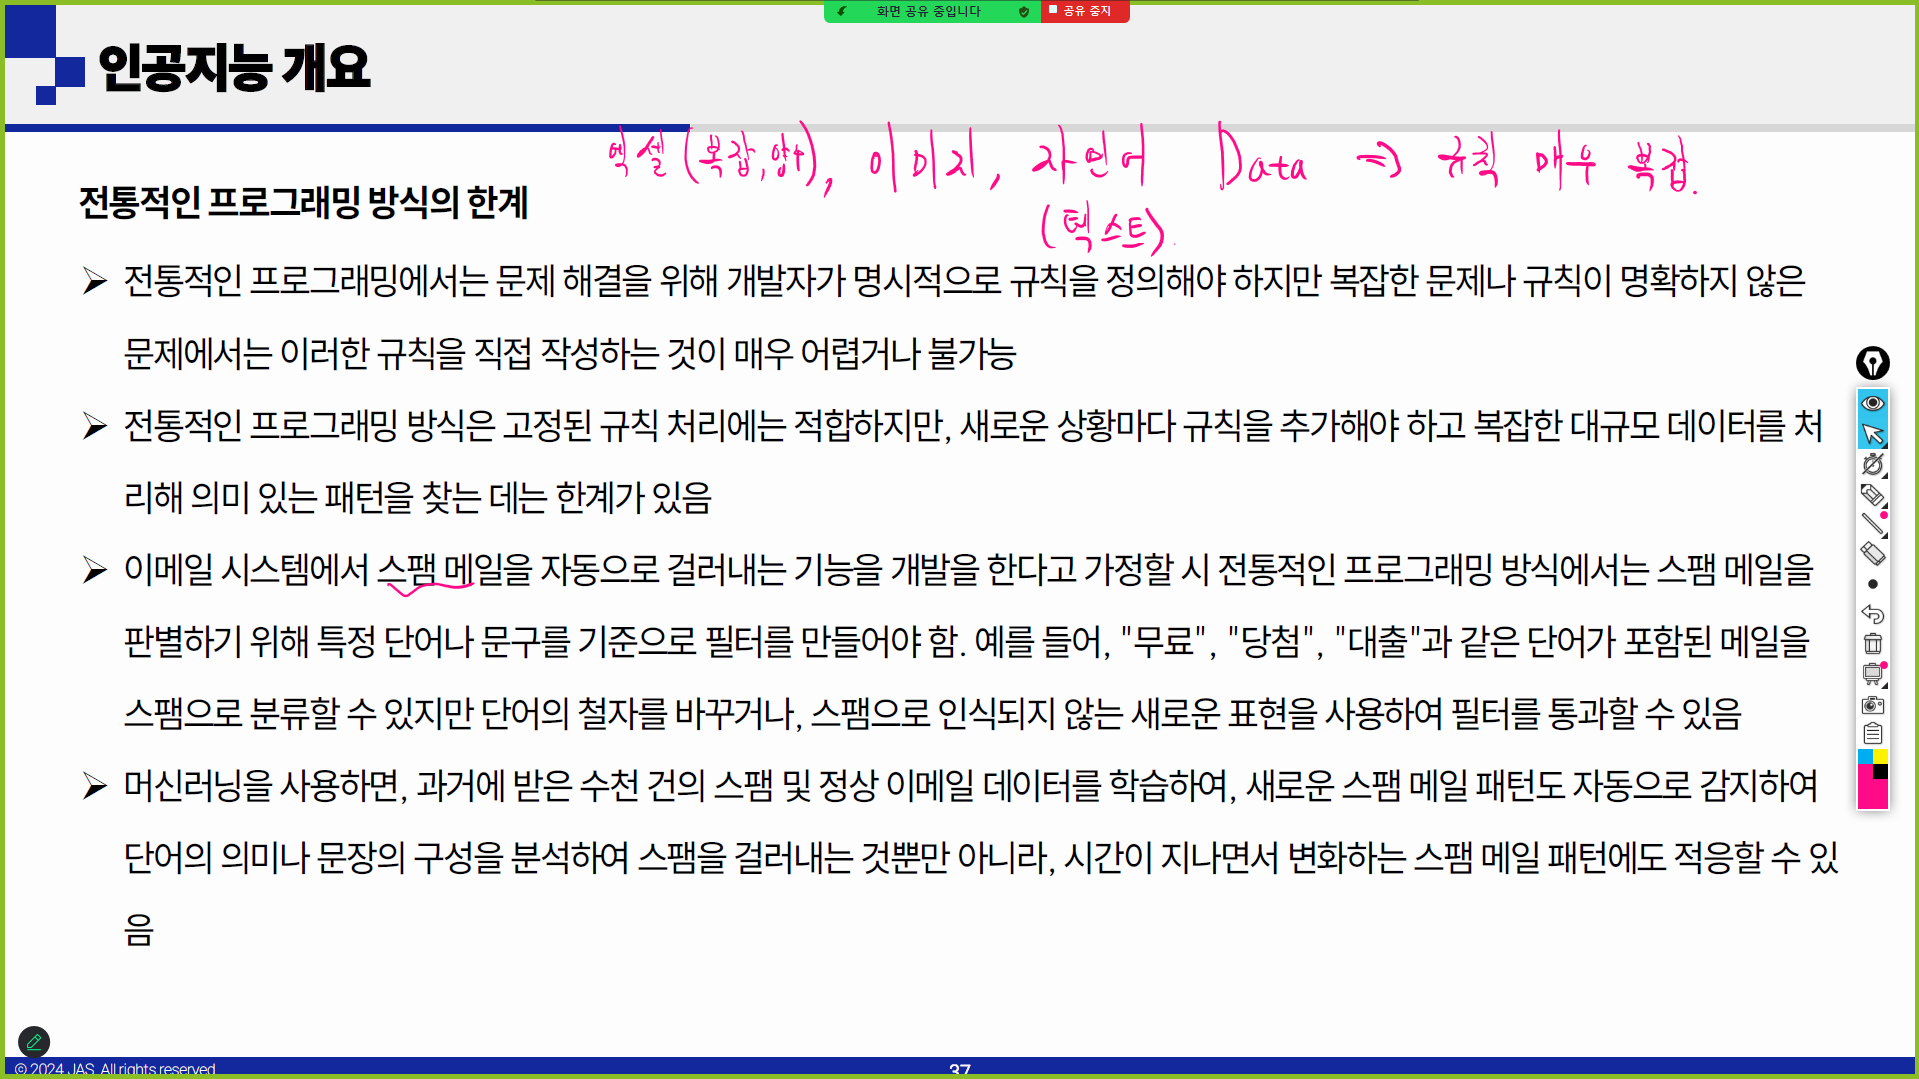 화면 공유 중입니다 공유 중지
인공지능 개요
엑셀(복잡,양↑), 이미지, 자연어 Data => 규칙 매우 복잡.
(텍스트).
전통적인 프로그래밍 방식의 한계
➢ 전통적인 프로그래밍에서는 문제 해결을 위해 개발자가 명시적으로 규칙을 정의해야 하지만 복잡한 문제나 규칙이 명확하지 않은
문제에서는 이러한 규칙을 직접 작성하는 것이 매우 어렵거나 불가능
➢ 전통적인 프로그래밍 방식은 고정된 규칙 처리에는 적합하지만, 새로운 상황마다 규칙을 추가해야 하고 복잡한 대규모 데이터를 처
리해 의미 있는 패턴을 찾는 데는 한계가 있음
➢ 이메일 시스템에서 스팸 메일을 자동으로 걸러내는 기능을 개발을 한다고 가정할 시 전통적인 프로그래밍 방식에서는 스팸 메일을
판별하기 위해 특정 단어나 문구를 기준으로 필터를 만들어야 함. 예를 들어, "무료", "당첨", "대출"과 같은 단어가 포함된 메일을
스팸으로 분류할 수 있지만 단어의 철자를 바꾸거나, 스팸으로 인식되지 않는 새로운 표현을 사용하여 필터를 통과할 수 있음
➢ 머신러닝을 사용하면, 과거에 받은 수천 건의 스팸 및 정상 이메일 데이터를 학습하여, 새로운 스팸 메일 패턴도 자동으로 감지하여
단어의 의미나 문장의 구성을 분석하여 스팸을 걸러내는 것뿐만 아니라, 시간이 지나면서 변화하는 스팸 메일 패턴에도 적응할 수 있
음
ⓒ 2024 JAS. All rights reserved. 37